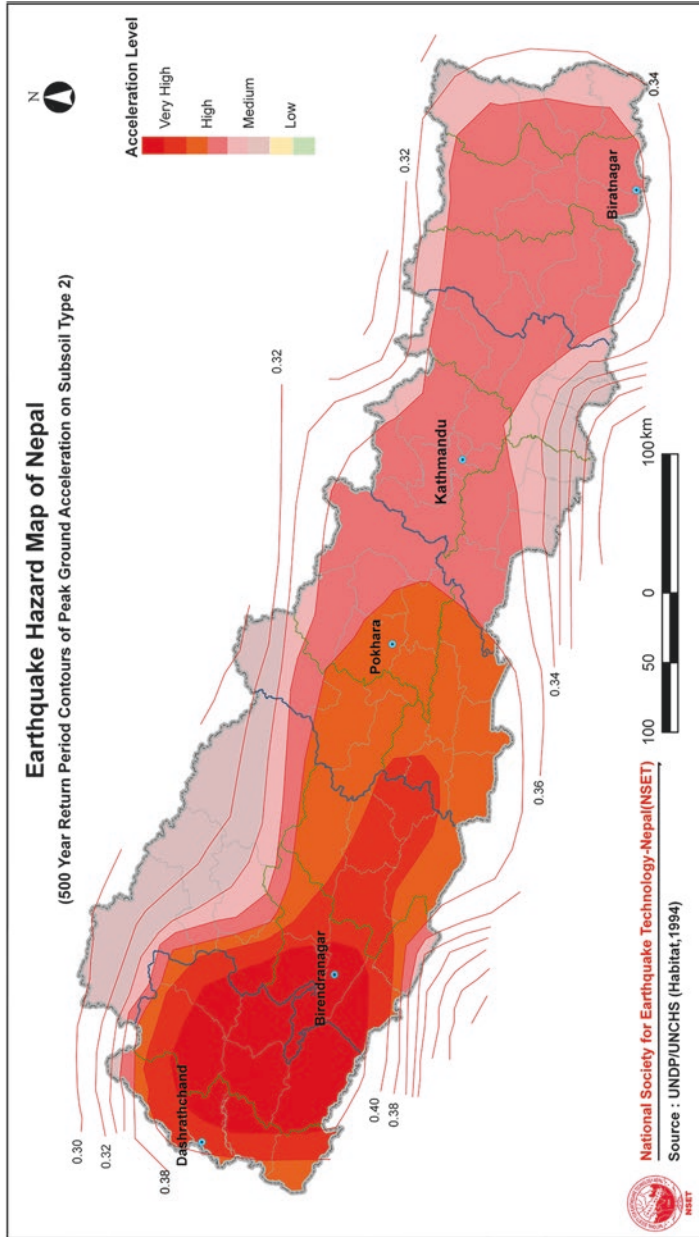 Earthquake Hazard Map of Nepal
(500 Year Return Period Contours of Peak Ground Acceleration on Subsoil Type 2)
N
Acceleration Level
Very High
High
Medium
Low
0.30
0.32
0.38
0.32
0.32
0.34
Dashrathchand
Birendranagar
Pokhara
Kathmandu
Biratnagar
0.40
0.38
0.36
0.34
100 50 0 100 km
National Society for Earthquake Technology-Nepal(NSET)
Source : UNDP/UNCHS (Habitat,1994)
NSET